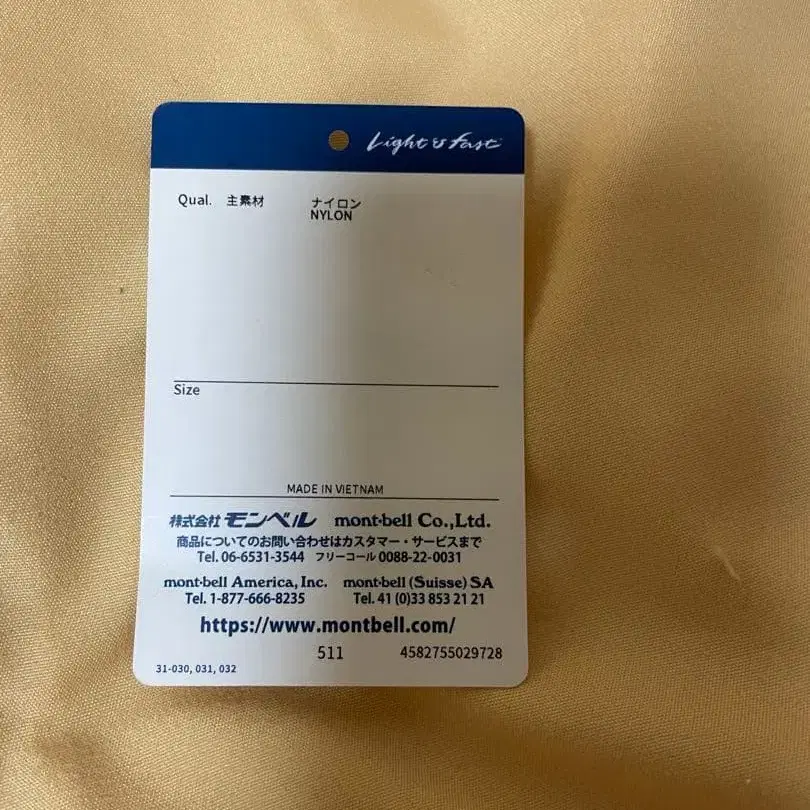 Light & Fast
Qual. 主素材 ナイロン
NYLON
Size
MADE IN VIETNAM
株式会社 モンベル mont-bell Co.,Ltd.
商品についてのお問い合わせはカスタマー・サービスまで
Tel. 06-6531-3544 フリーコール 0088-22-0031
mont-bell America, Inc. mont-bell (Suisse) SA
Tel. 1-877-666-8235 Tel. 41 (0)33 853 21 21
https://www.montbell.com/
511 4582755029728
31-030, 031, 032